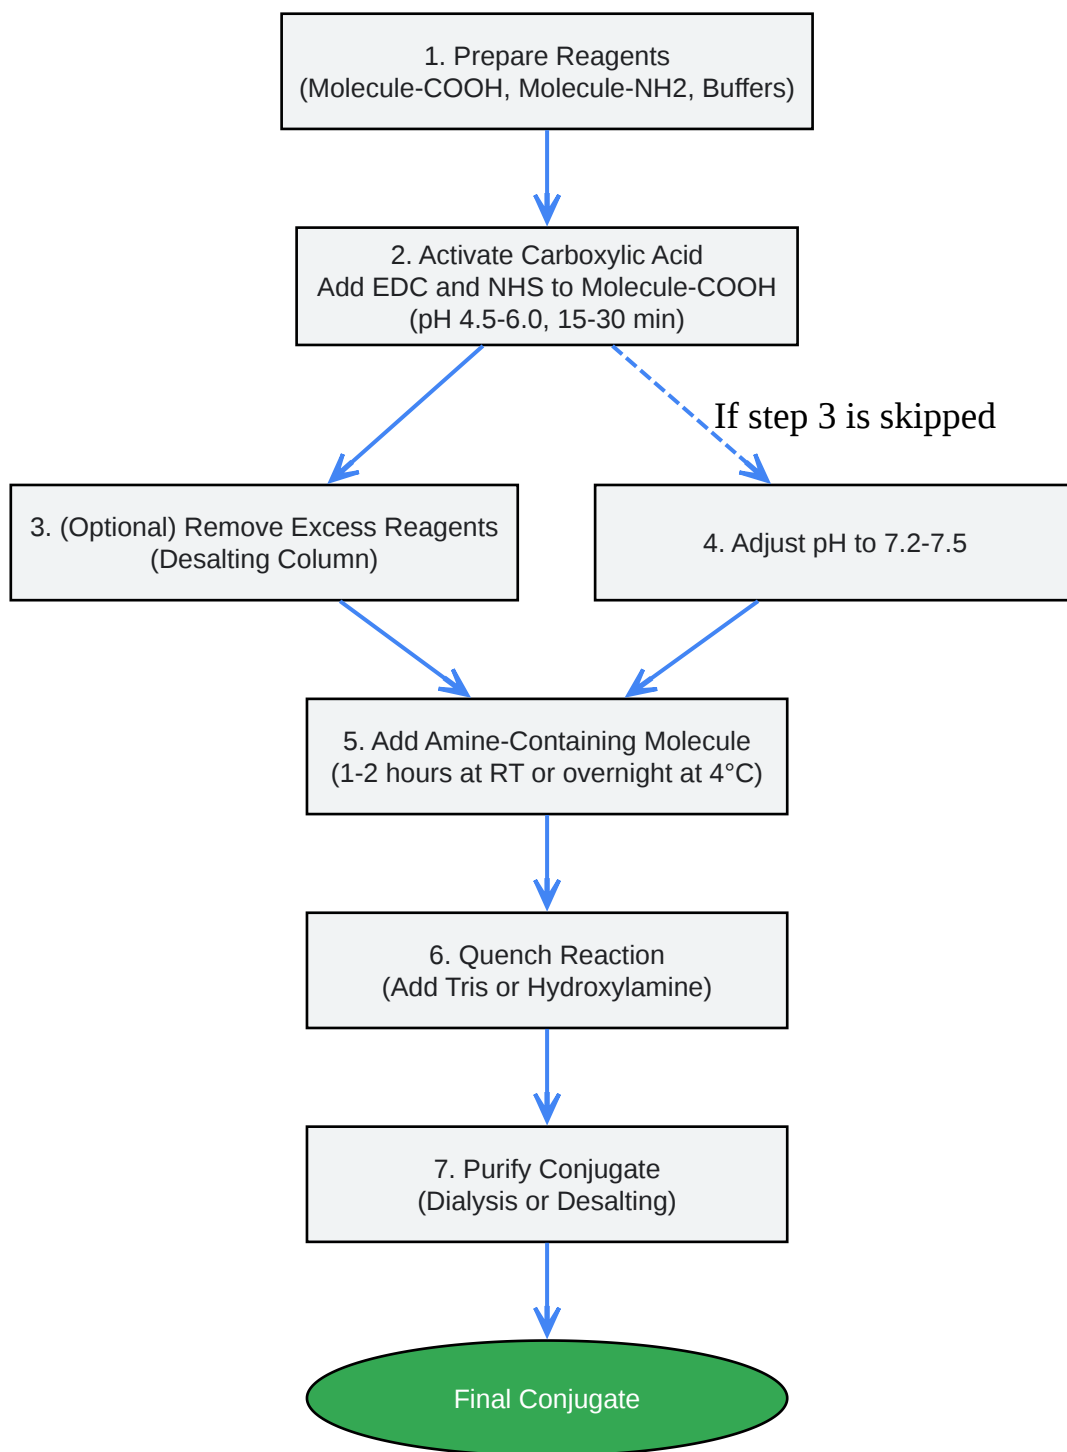 1. Prepare Reagents
(Molecule-COOH, Molecule-NH2, Buffers)
2. Activate Carboxylic Acid
Add EDC and NHS to Molecule-COOH
(pH 4.5-6.0, 15-30 min)
If step 3 is skipped
3. (Optional) Remove Excess Reagents
(Desalting Column)
4. Adjust pH to 7.2-7.5
5. Add Amine-Containing Molecule
(1-2 hours at RT or overnight at 4°C)
6. Quench Reaction
(Add Tris or Hydroxylamine)
7. Purify Conjugate
(Dialysis or Desalting)
Final Conjugate